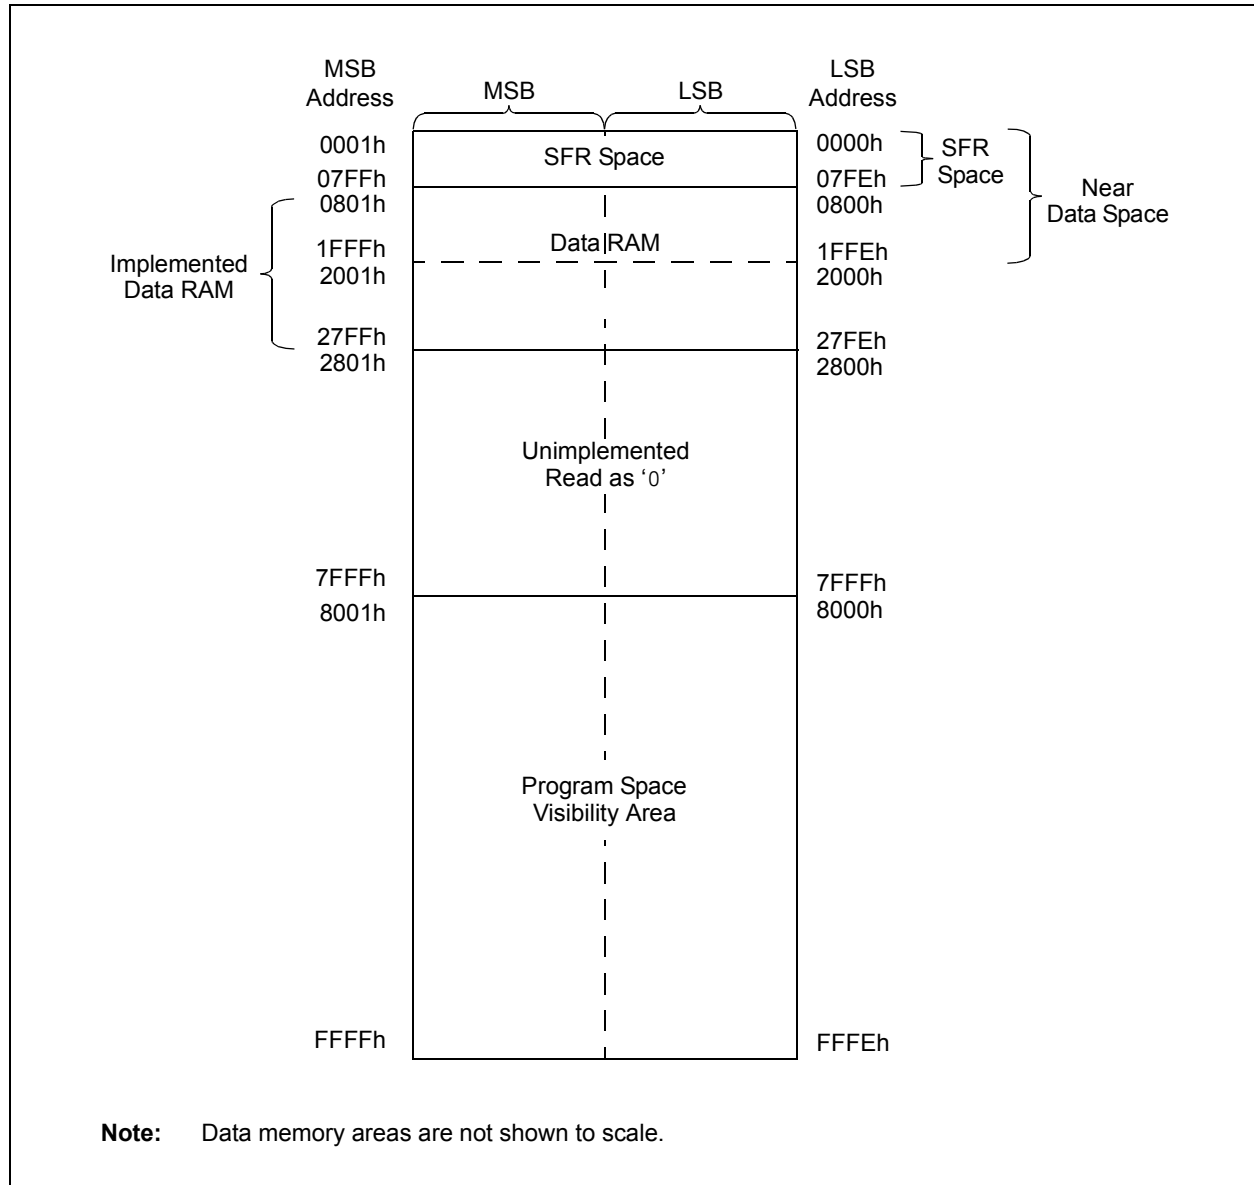 MSB
Address
MSB
LSB
LSB
Address
0001h
SFR Space
0000h
SFR
Space
07FFh
07FEh
0801h
0800h
Near
Data Space
Implemented
Data RAM
1FFFh
Data RAM
1FFEh
2001h
2000h
27FFh
27FEh
2801h
2800h
Unimplemented
Read as ‘0’
7FFFh
7FFFh
8001h
8000h
Program Space
Visibility Area
FFFFh
FFFEh
Note: Data memory areas are not shown to scale.